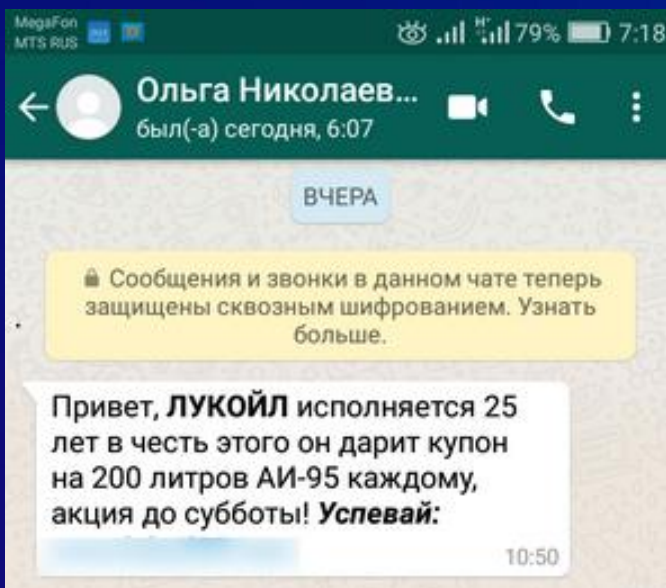 MegaFon
MTS RUS
79% 7:18
Ольга Николаев...
был(-а) сегодня, 6:07
ВЧЕРА
Сообщения и звонки в данном чате теперь
защищены сквозным шифрованием. Узнать
больше.
Привет, ЛУКОЙЛ исполняется 25
лет в честь этого он дарит купон
на 200 литров АИ-95 каждому,
акция до субботы! Успевай:
10:50